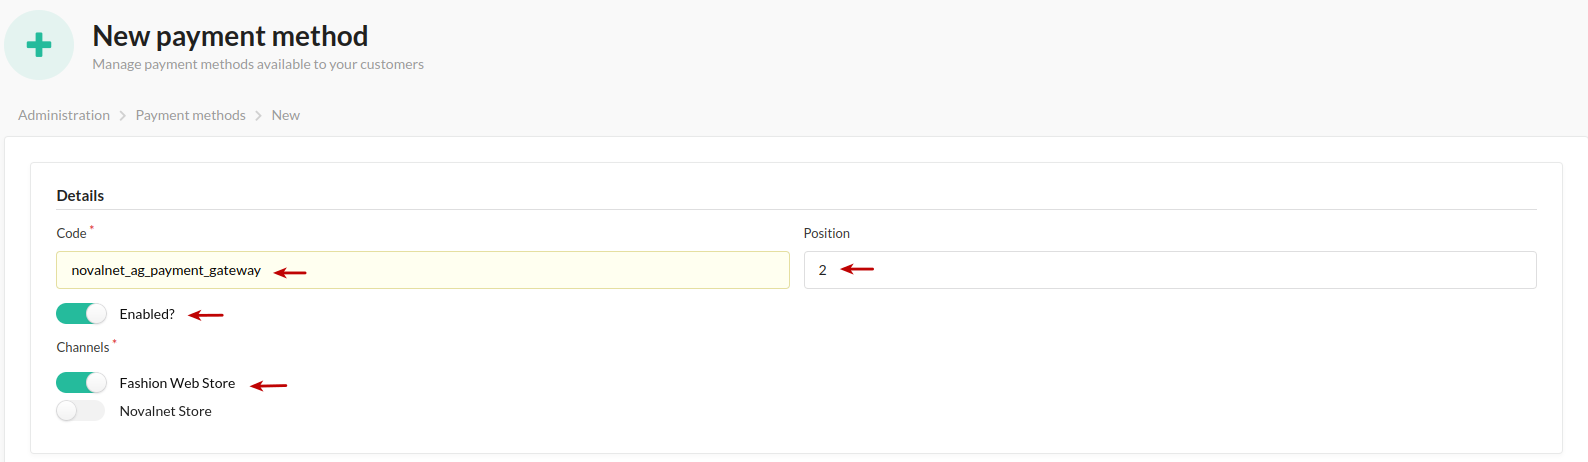 New payment method
Manage payment methods available to your customers
Administration > Payment methods > New
Details
Code * Position
novalnet_ag_payment_gateway 2
Enabled?
Channels *
Fashion Web Store
Novalnet Store